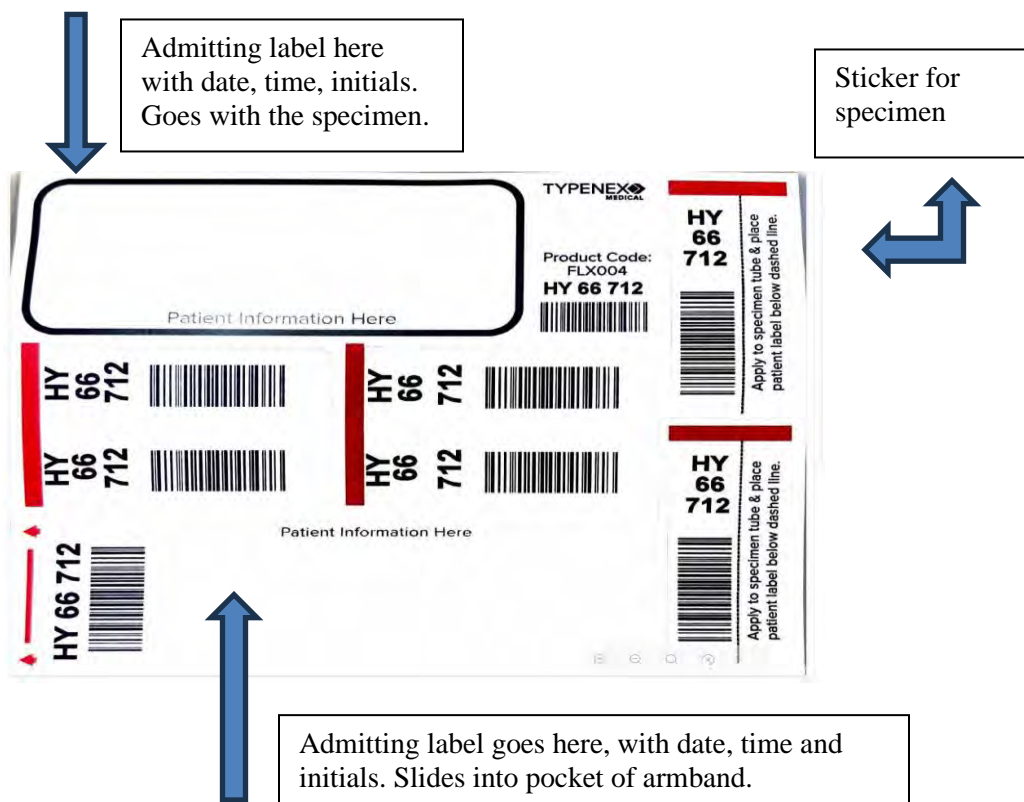 Admitting label here
with date, time, initials.
Goes with the specimen.
Sticker for
specimen
TYPENEX
MEDICAL
Product Code:
FLX004
HY 66 712
Patient Information Here
HY
66
712
Apply to specimen tube & place
patient label below dashed line.
HY
66
712
HY
66
712
HY
66
712
HY
66
712
HY
66
712
Apply to specimen tube & place
patient label below dashed line.
Patient Information Here
HY 66 712
Admitting label goes here, with date, time and
initials. Slides into pocket of armband.